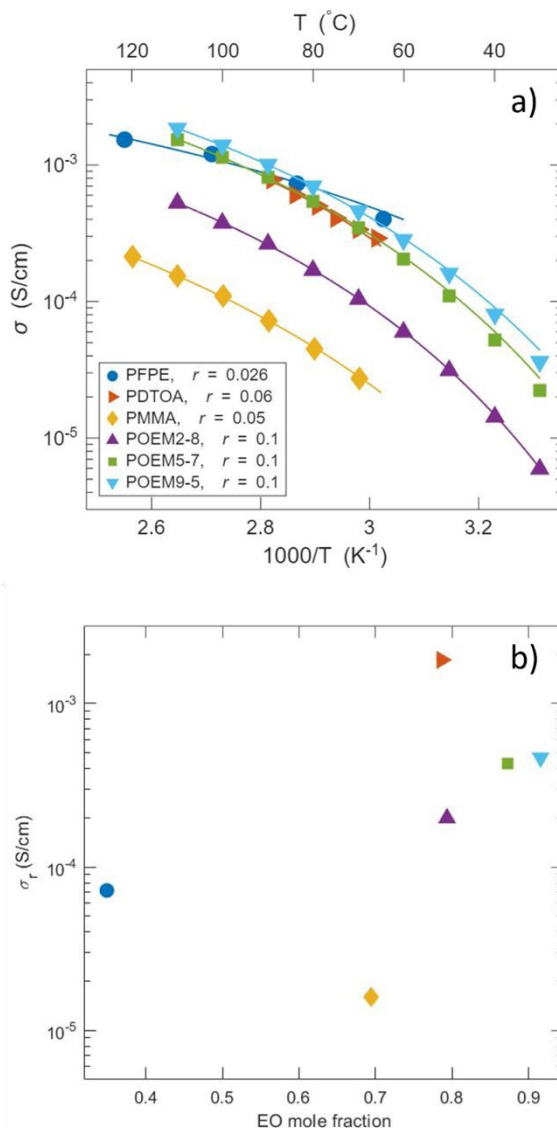 T (°C)
120 100 80 60 40
a)
10⁻³
10⁻⁴
10⁻⁵
σ (S/cm)
PFPE, r = 0.026
PDTOA, r = 0.06
PMMA, r = 0.05
POEM2-8, r = 0.1
POEM5-7, r = 0.1
POEM9-5, r = 0.1
2.6 2.8 3 3.2
1000/T (K⁻¹)
b)
10⁻³
10⁻⁴
10⁻⁵
σᵣ (S/cm)
0.4 0.5 0.6 0.7 0.8 0.9
EO mole fraction